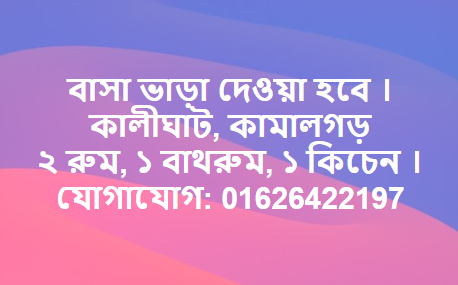 বাসা ভাড়া দেওয়া হবে ।
কালীঘাট, কামালগড়
২ রুম, ১ বাথরুম, ১ কিচেন ।
যোগাযোগ: 01626422197